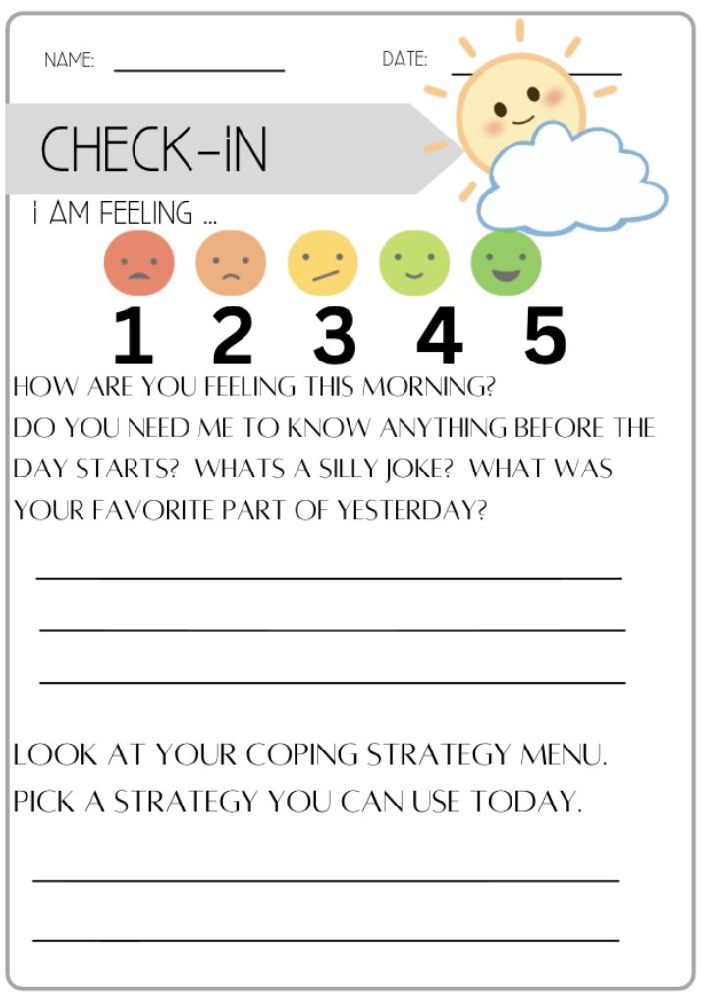 NAME: DATE:
CHECK-IN
I AM FEELING ...
1 2 3 4 5
HOW ARE YOU FEELING THIS MORNING?
DO YOU NEED ME TO KNOW ANYTHING BEFORE THE
DAY STARTS? WHATS A SILLY JOKE? WHAT WAS
YOUR FAVORITE PART OF YESTERDAY?
LOOK AT YOUR COPING STRATEGY MENU.
PICK A STRATEGY YOU CAN USE TODAY.